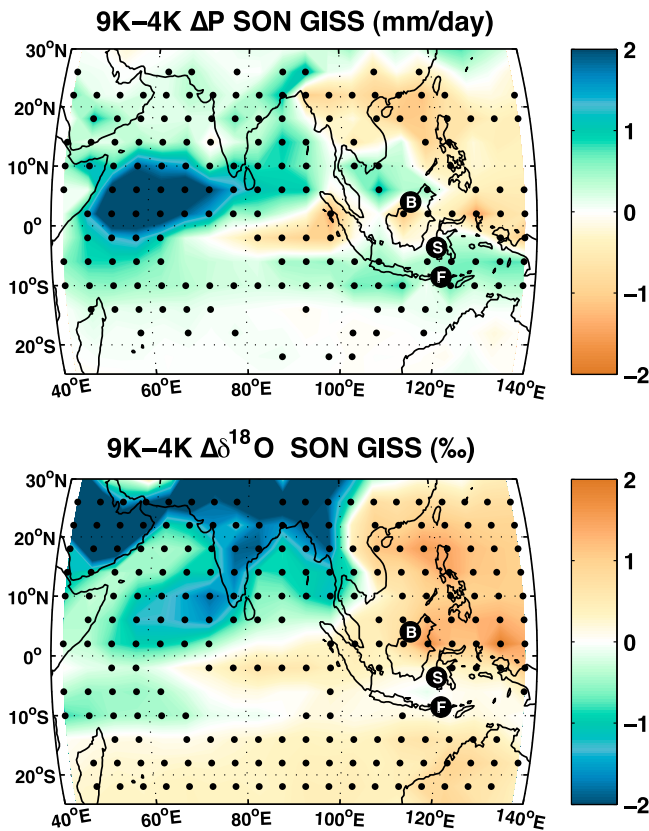 9K−4K ΔP SON GISS (mm/day)
30°N
20°N
10°N
0°
10°S
20°S
40°E
60°E
80°E
100°E
120°E
140°E
B
S
F
2
1
0
−1
−2
9K−4K Δδ¹⁸O SON GISS (‰)
30°N
20°N
10°N
0°
10°S
20°S
40°E
60°E
80°E
100°E
120°E
140°E
B
S
F
2
1
0
−1
−2